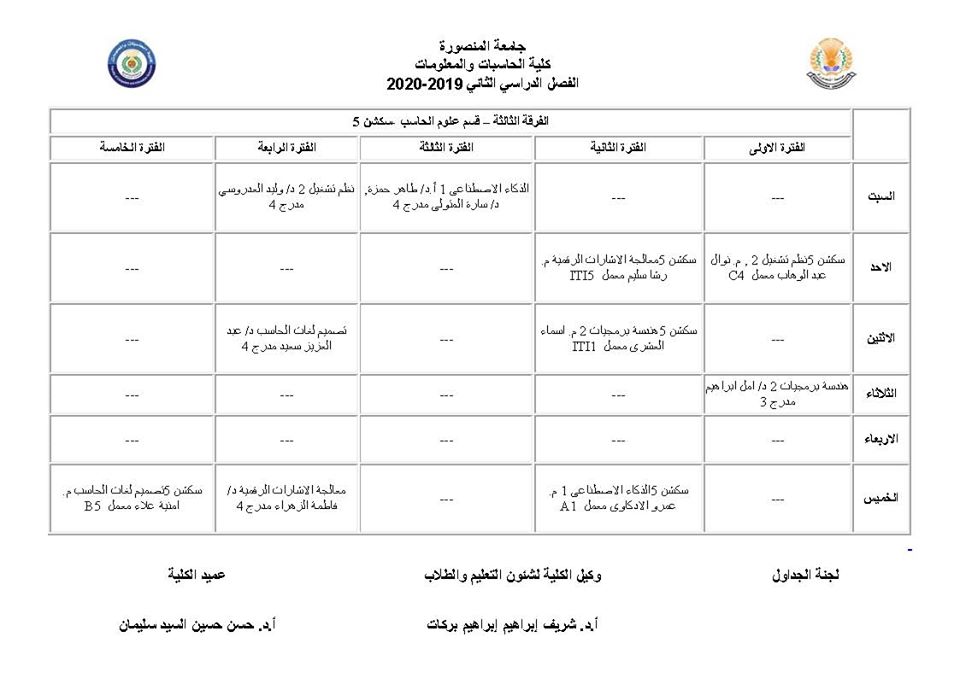 جامعة المنصورة
كلية الحاسبات والمعلومات
الفصل الدراسي الثاني 2019-2020
الفرقة الثالثة – قسم علوم الحاسب -سكشن 5
الفترة الاولى الفترة الثانية الفترة الثالثة الفترة الرابعة الفترة الخامسة
السبت
---
---
الذكاء الاصطناعى 1 أ.د/ طاهر حمزة,
د/ سارة المتولى مدرج 4
نظم تشغيل 2 د/ وليد العدروسي
مدرج 4
---
الاحد
سكشن 5نظم تشغيل 2 , م. نوال
عبد الوهاب معمل C4
سكشن 5معالجة الاشارات الرقمية م.
رشا سليم معمل ITI5
---
---
---
الاثنين
---
سكشن 5هندسة برمجيات 2 م. اسماء
العشرى معمل ITI1
---
تصميم لغات الحاسب د/ عبد
العزيز سعيد مدرج 4
---
الثلاثاء
هندسة برمجيات 2 د/ امل ابراهيم
مدرج 3
---
---
---
---
الاربعاء
---
---
---
---
---
الخميس
---
سكشن 5الذكاء الاصطناعى 1 م.
عمرو الادكاوى معمل A1
---
معالجة الاشارات الرقمية د/
فاطمة الزهراء مدرج 4
سكشن 5تصميم لغات الحاسب م.
امنية علاء معمل B5
لجنة الجداول وكيل الكلية لشئون التعليم والطلاب عميد الكلية
أ.د. شريف إبراهيم إبراهيم بركات أ.د. حسن حسين السيد سليمان